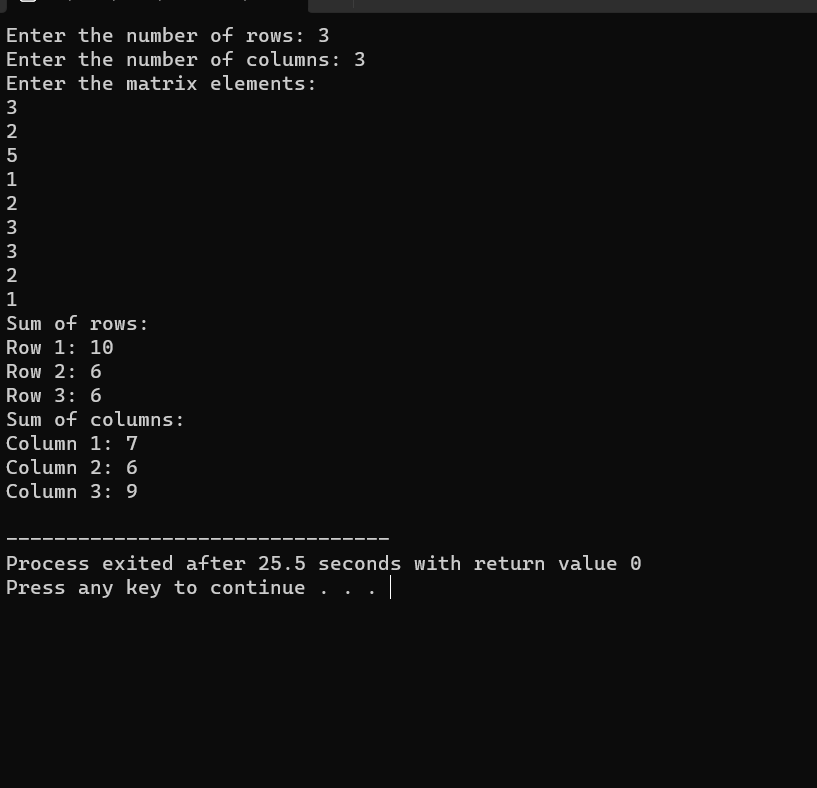 Enter the number of rows: 3
Enter the number of columns: 3
Enter the matrix elements:
3
2
5
1
2
3
3
2
1
Sum of rows:
Row 1: 10
Row 2: 6
Row 3: 6
Sum of columns:
Column 1: 7
Column 2: 6
Column 3: 9
--------------------------------
Process exited after 25.5 seconds with return value 0
Press any key to continue . . .